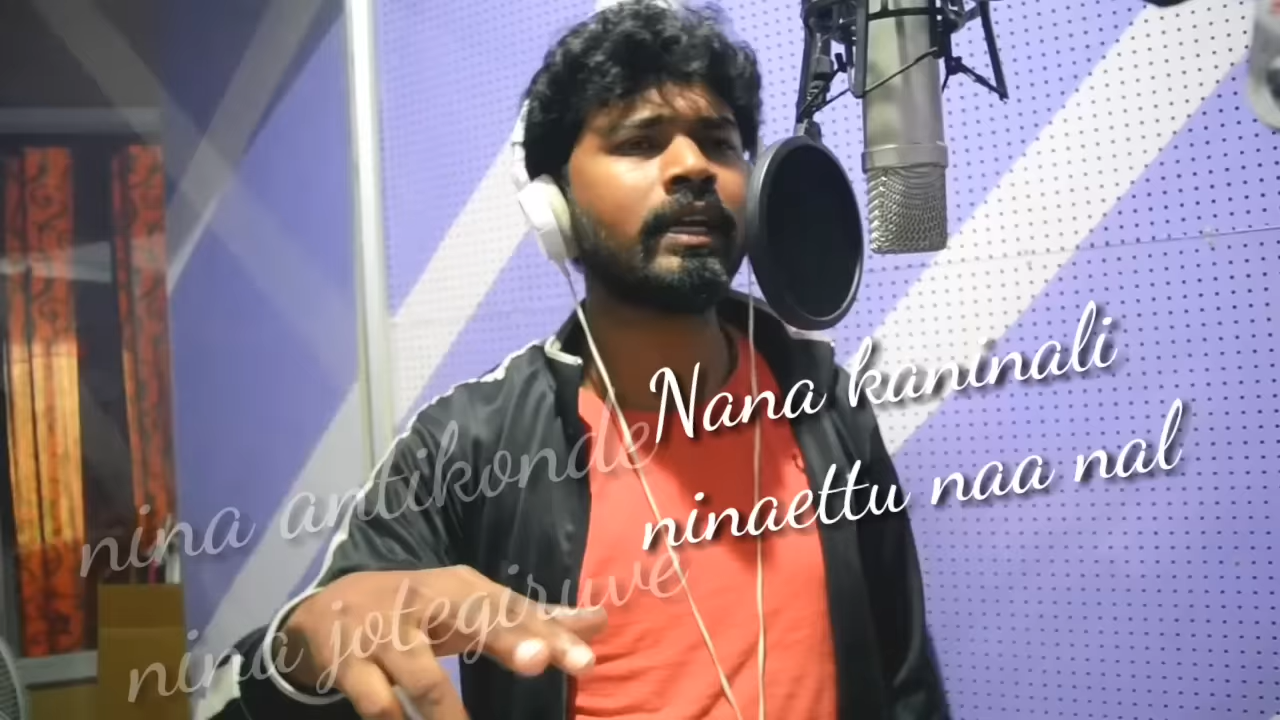 nina antikonde
nina jotegiruve
Nana kaninali
ninaettu naa nal